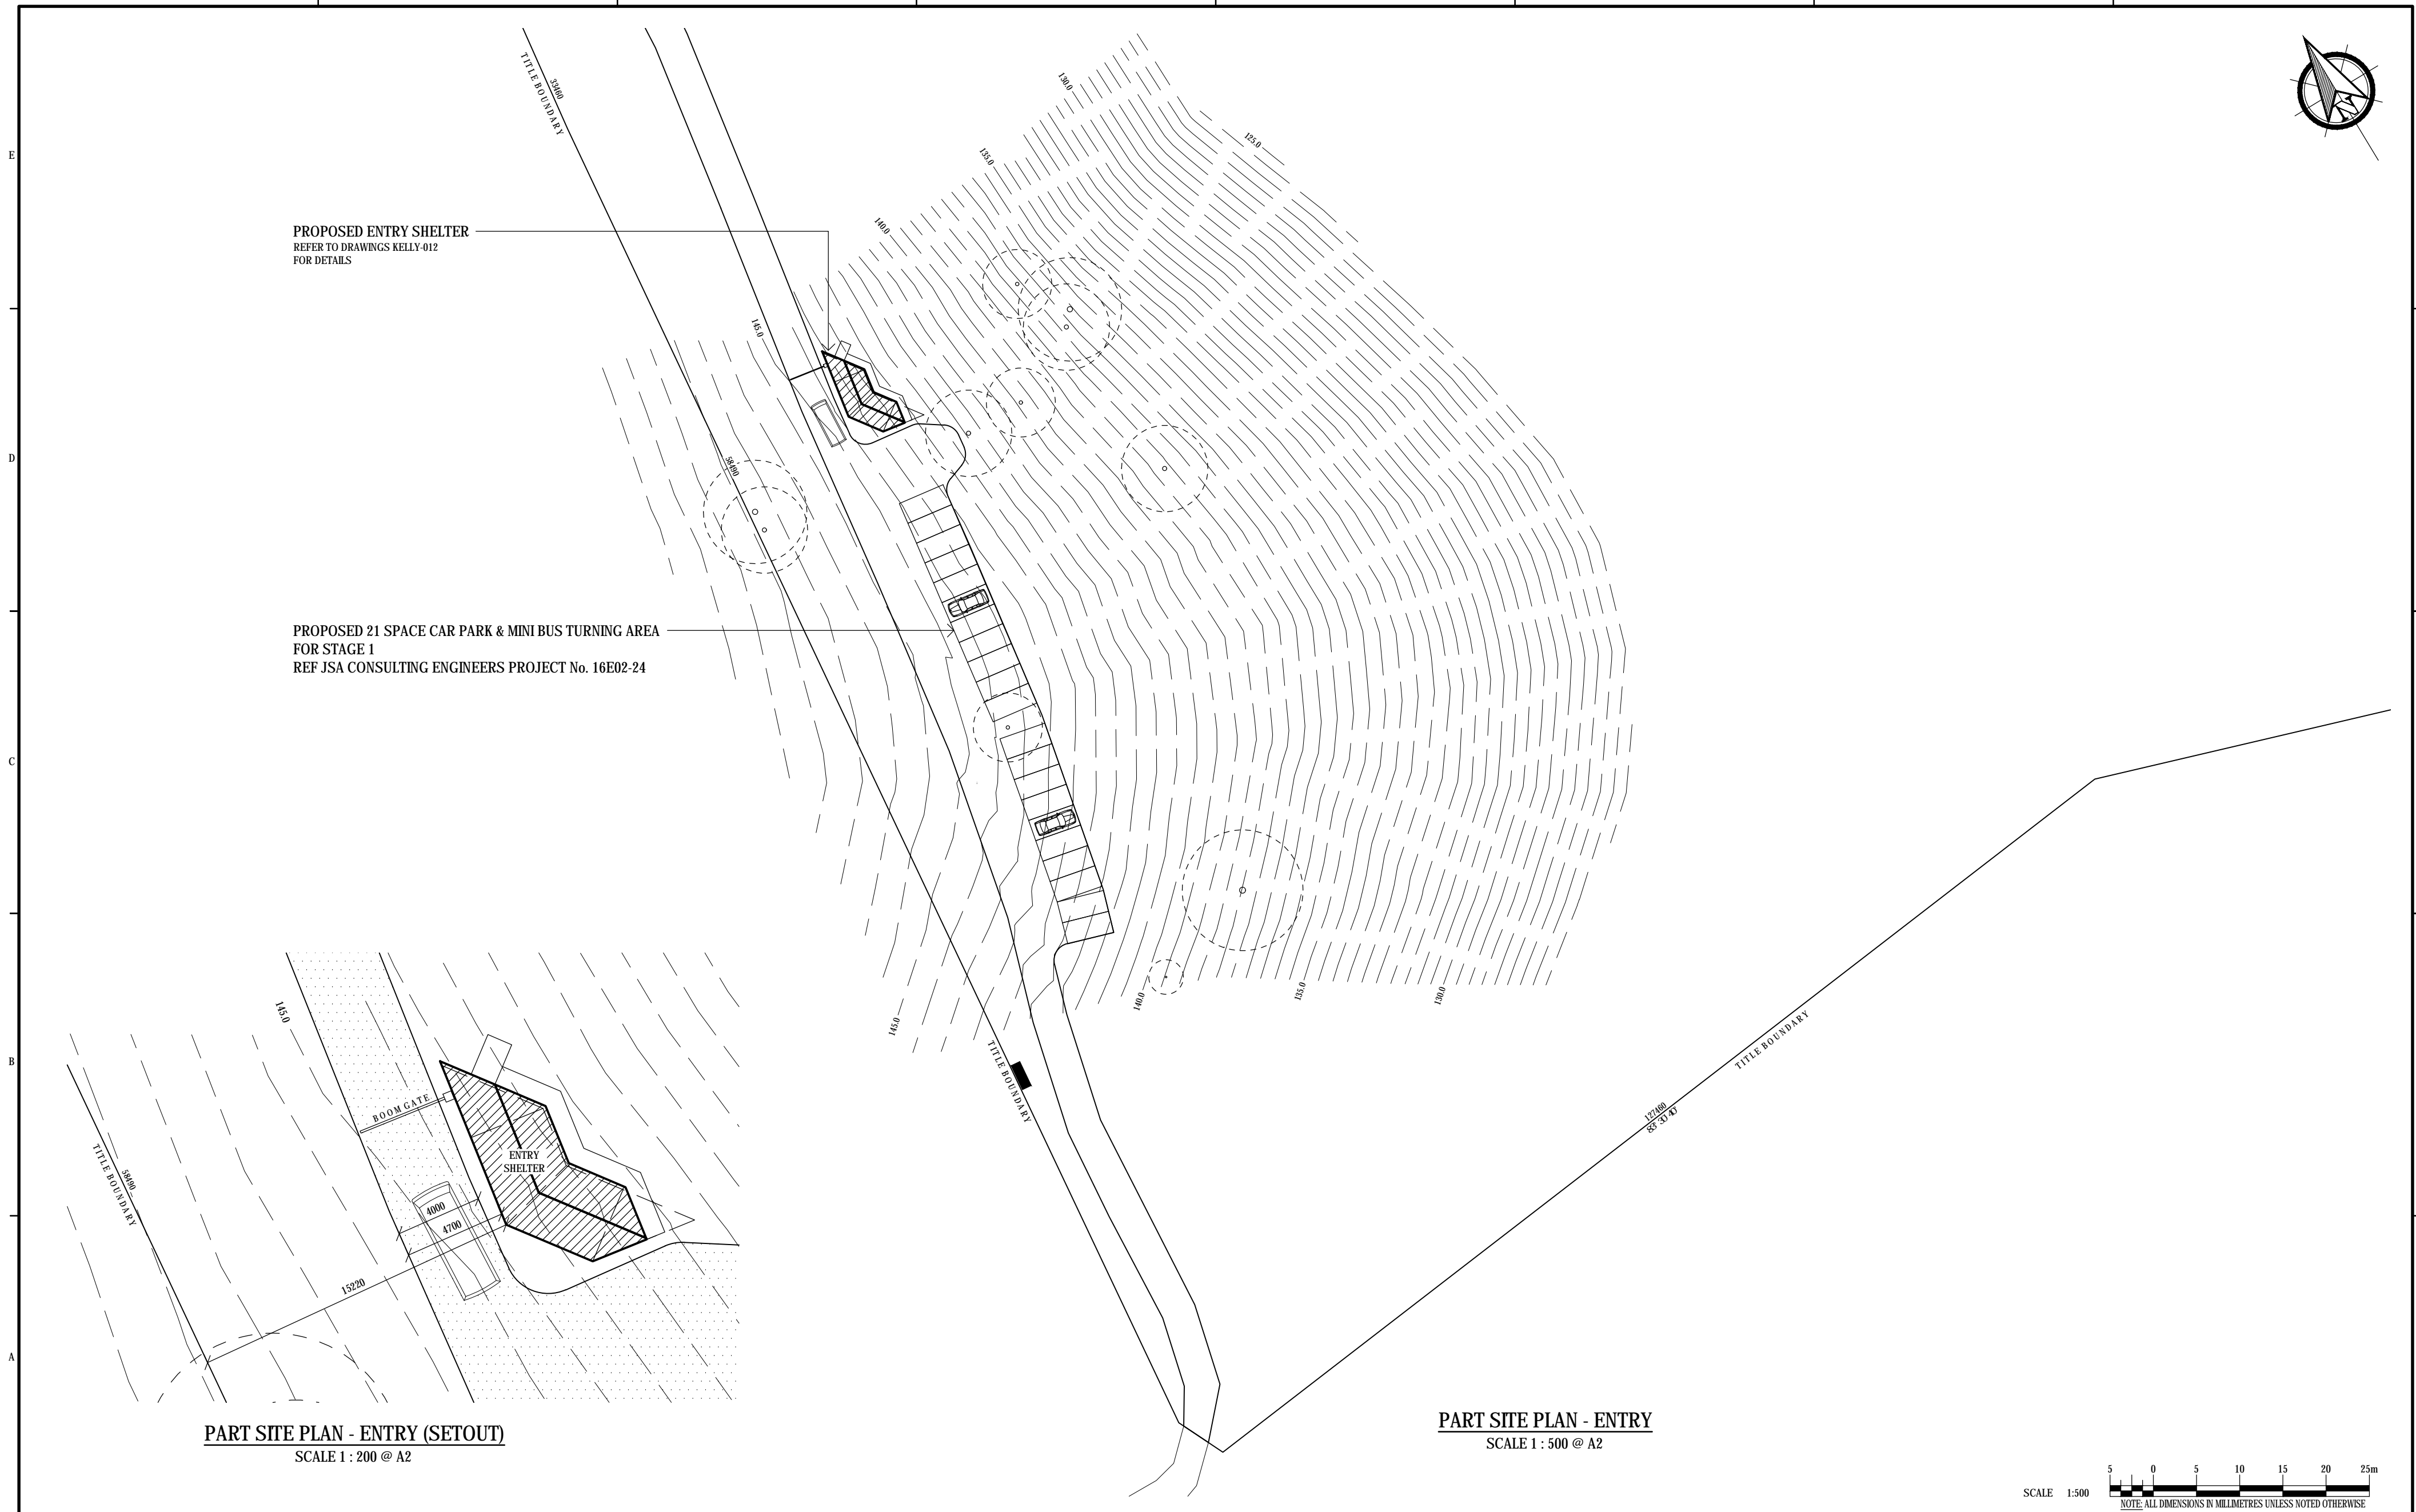 E
D
C
B
A
TITLE BOUNDARY
33460
130.0
125.0
135.0
140.0
PROPOSED ENTRY SHELTER
REFER TO DRAWINGS KELLY-012
FOR DETAILS
145.0
58490
PROPOSED 21 SPACE CAR PARK & MINI BUS TURNING AREA
FOR STAGE 1
REF JSA CONSULTING ENGINEERS PROJECT No. 16E02-24
145.0
140.0
135.0
130.0
TITLE BOUNDARY
TITLE BOUNDARY
127460
145.0
BOOM GATE
ENTRY
SHELTER
TITLE BOUNDARY
58490
4000
4700
15220
PART SITE PLAN - ENTRY (SETOUT)
SCALE 1 : 200 @ A2
PART SITE PLAN - ENTRY
SCALE 1 : 500 @ A2
5 0 5 10 15 20 25m
SCALE 1:500
NOTE: ALL DIMENSIONS IN MILLIMETRES UNLESS NOTED OTHERWISE